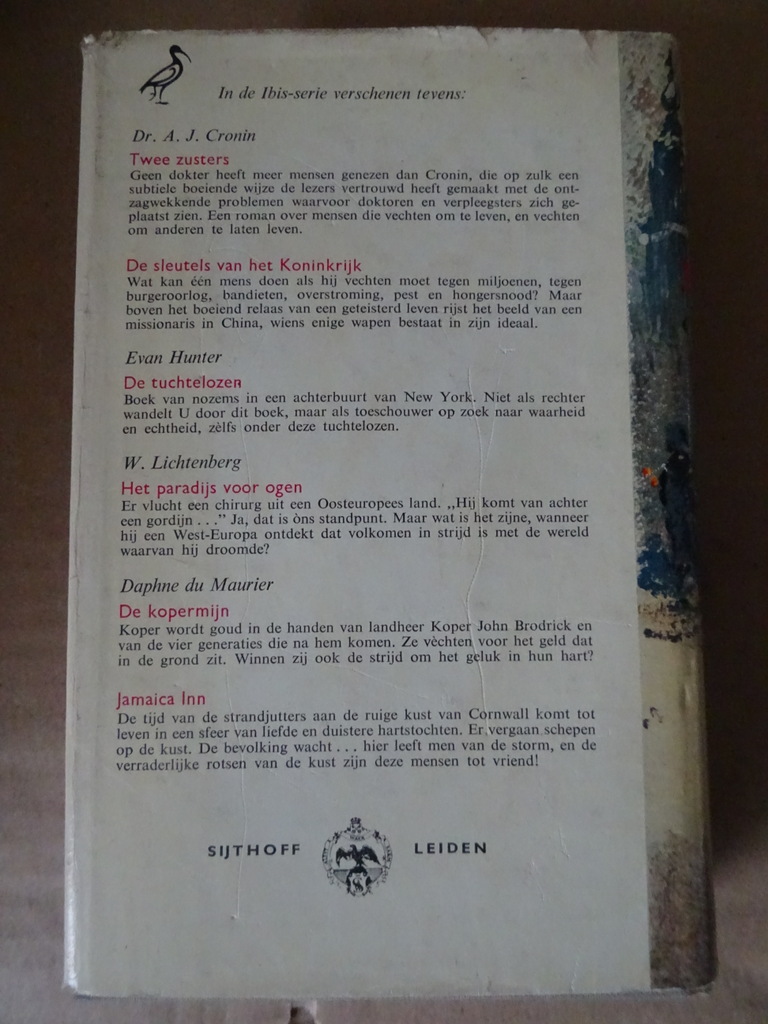 In de Ibis-serie verschenen tevens:
Dr. A. J. Cronin
Twee zusters
Geen dokter heeft meer mensen genezen dan Cronin, die op zulk een
subtiele boeiende wijze de lezers vertrouwd heeft gemaakt met de ont-
zagwekkende problemen waarvoor doktoren en verpleegsters zich ge-
plaatst zien. Een roman over mensen die vechten om te leven, en vechten
om anderen te laten leven.
De sleutels van het Koninkrijk
Wat kan één mens doen als hij vechten moet tegen miljoenen, tegen
burgeroorlog, bandieten, overstroming, pest en hongersnood? Maar
boven het boeiend relaas van een geteisterd leven rijst het beeld van een
missionaris in China, wiens enige wapen bestaat in zijn ideaal.
Evan Hunter
De tuchtelozen
Boek van nozems in een achterbuurt van New York. Niet als rechter
wandelt U door dit boek, maar als toeschouwer op zoek naar waarheid
en echtheid, zèlfs onder deze tuchtelozen.
W. Lichtenberg
Het paradijs voor ogen
Er vlucht een chirurg uit een Oosteuropees land. „Hij komt van achter
een gordijn . . .” Ja, dat is òns standpunt. Maar wat is het zijne, wanneer
hij een West-Europa ontdekt dat volkomen in strijd is met de wereld
waarvan hij droomde?
Daphne du Maurier
De kopermijn
Koper wordt goud in de handen van landheer Koper John Brodrick en
van de vier generaties die na hem komen. Ze vèchten voor het geld dat
in de grond zit. Winnen zij ook de strijd om het geluk in hun hart?
Jamaica Inn
De tijd van de strandjutters aan de ruige kust van Cornwall komt tot
leven in een sfeer van liefde en duistere hartstochten. Er vergaan schepen
op de kust. De bevolking wacht . . . hier leeft men van de storm, en de
verraderlijke rotsen van de kust zijn deze mensen tot vriend!
SIJTHOFF LEIDEN